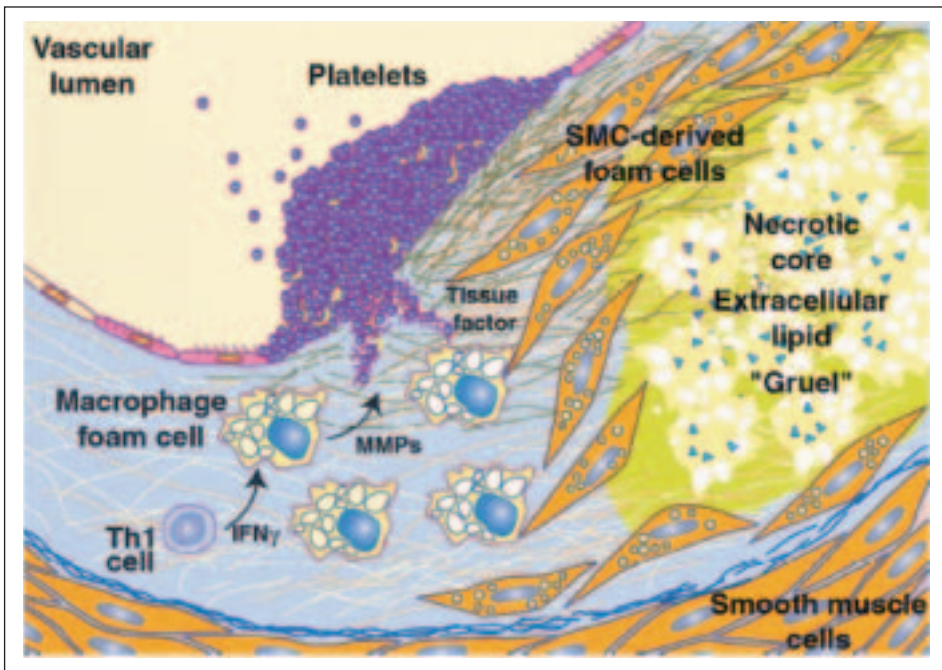 Vascular
lumen
Platelets
SMC-derived
foam cells
Necrotic
core
Extracellular
lipid
"Gruel"
Tissue
factor
Macrophage
foam cell
MMPs
Th1
cell
IFNγ
Smooth muscle
cells